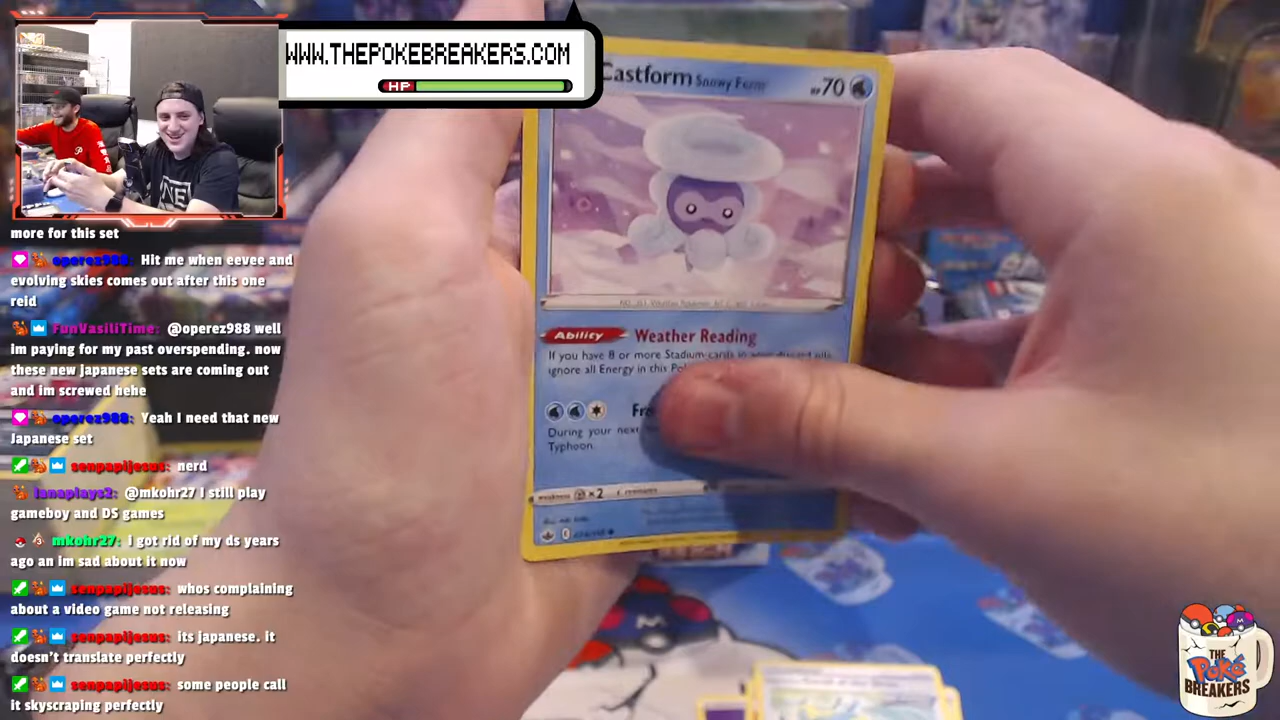 WWW.THEPOKEBREAKERS.COM
HP
Castform Snowy Form HP 70
Ability Weather Reading
If you have 8 or more Stadium cards in your discard pile,
ignore all Energy in this
During your next
Typhoon.
weakness ×2
more for this set
operez988: Hit me when eevee and
evolving skies comes out after this one
reid
FunVasiliTime: @operez988 well
im paying for my past overspending. now
these new japanese sets are coming out
and im screwed hehe
operez988: Yeah I need that new
Japanese set
senpapijesus: nerd
lanaplays2: @mkohr27 I still play
gameboy and DS games
mkohr27: i got rid of my ds years
ago an im sad about it now
senpapijesus: whos complaining
about a video game not releasing
senpapijesus: its japanese. it
doesn't translate perfectly
senpapijesus: some people call
it skyscraping perfectly
THE
Poké
BREAKERS